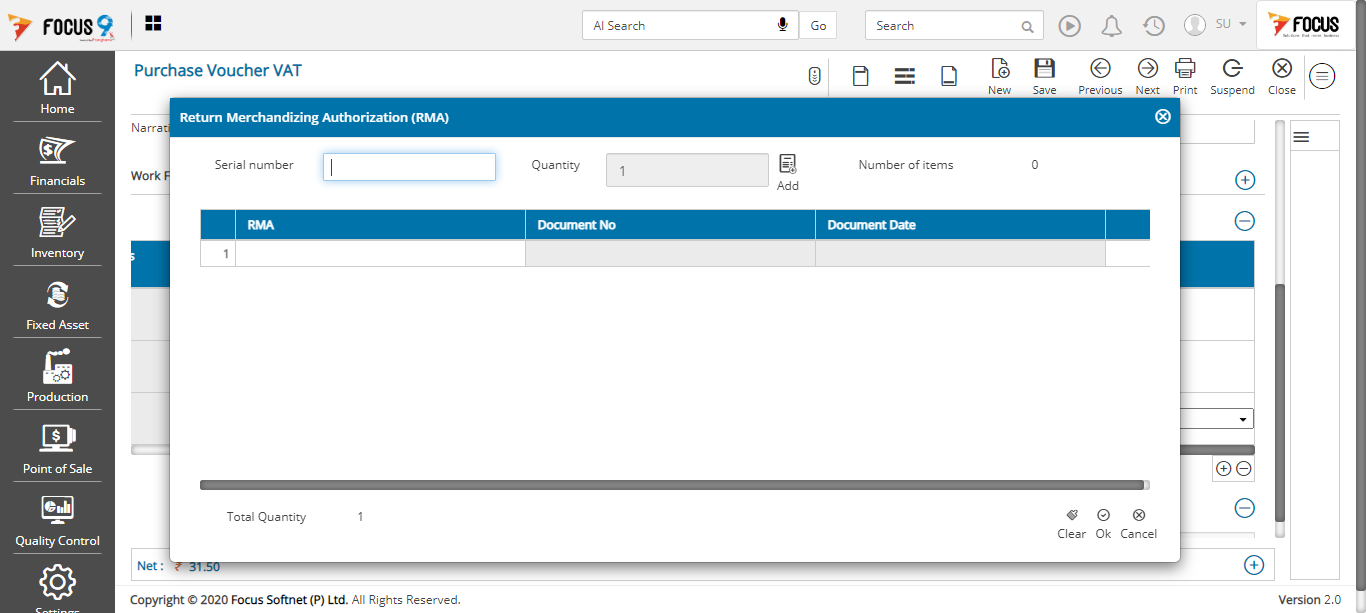 FOCUS 9
AI Search
Go
Search
SU
FOCUS
Home
Financials
Inventory
Fixed Asset
Production
Point of Sale
Quality Control
Settings
Purchase Voucher VAT
New
Save
Previous
Next
Print
Suspend
Close
Narrati
Work F
s
Return Merchandizing Authorization (RMA)
Serial number
Quantity
1
Add
Number of items
0
RMA
Document No
Document Date
1
Total Quantity
1
Clear
Ok
Cancel
Net : ₹ 31.50
Copyright © 2020 Focus Softnet (P) Ltd. All Rights Reserved.
Version 2.0